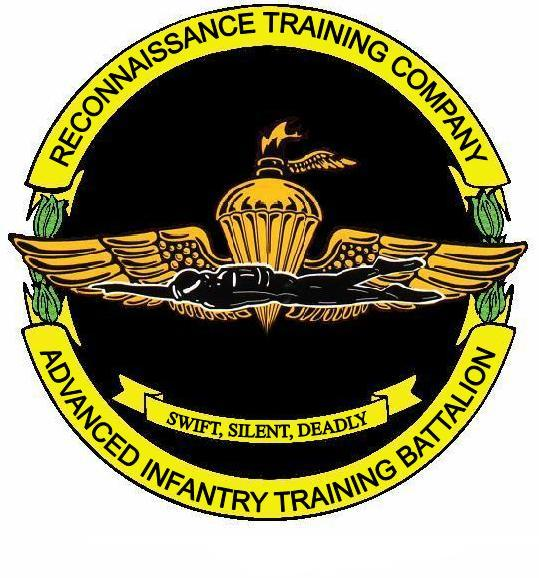 RECONNAISSANCE TRAINING COMPANY
SWIFT, SILENT, DEADLY
ADVANCED INFANTRY TRAINING BATTALION